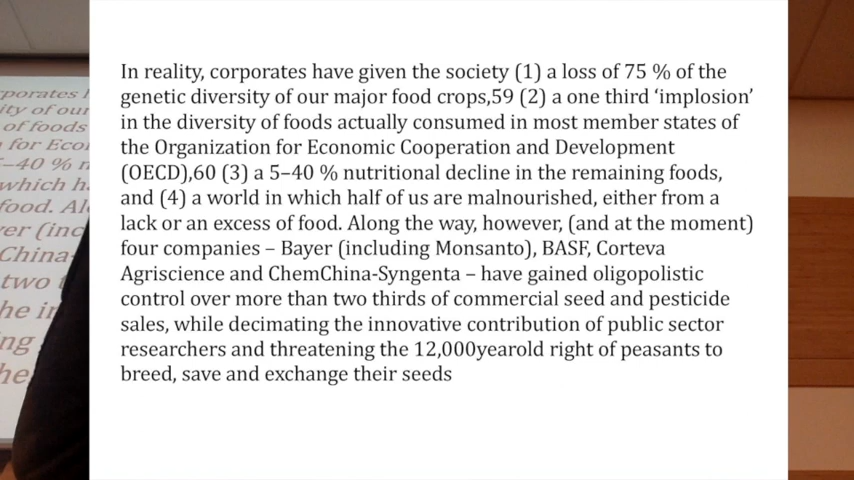 In reality, corporates have given the society (1) a loss of 75 % of the
genetic diversity of our major food crops,59 (2) a one third ‘implosion’
in the diversity of foods actually consumed in most member states of
the Organization for Economic Cooperation and Development
(OECD),60 (3) a 5–40 % nutritional decline in the remaining foods,
and (4) a world in which half of us are malnourished, either from a
lack or an excess of food. Along the way, however, (and at the moment)
four companies – Bayer (including Monsanto), BASF, Corteva
Agriscience and ChemChina-Syngenta – have gained oligopolistic
control over more than two thirds of commercial seed and pesticide
sales, while decimating the innovative contribution of public sector
researchers and threatening the 12,000yearold right of peasants to
breed, save and exchange their seeds